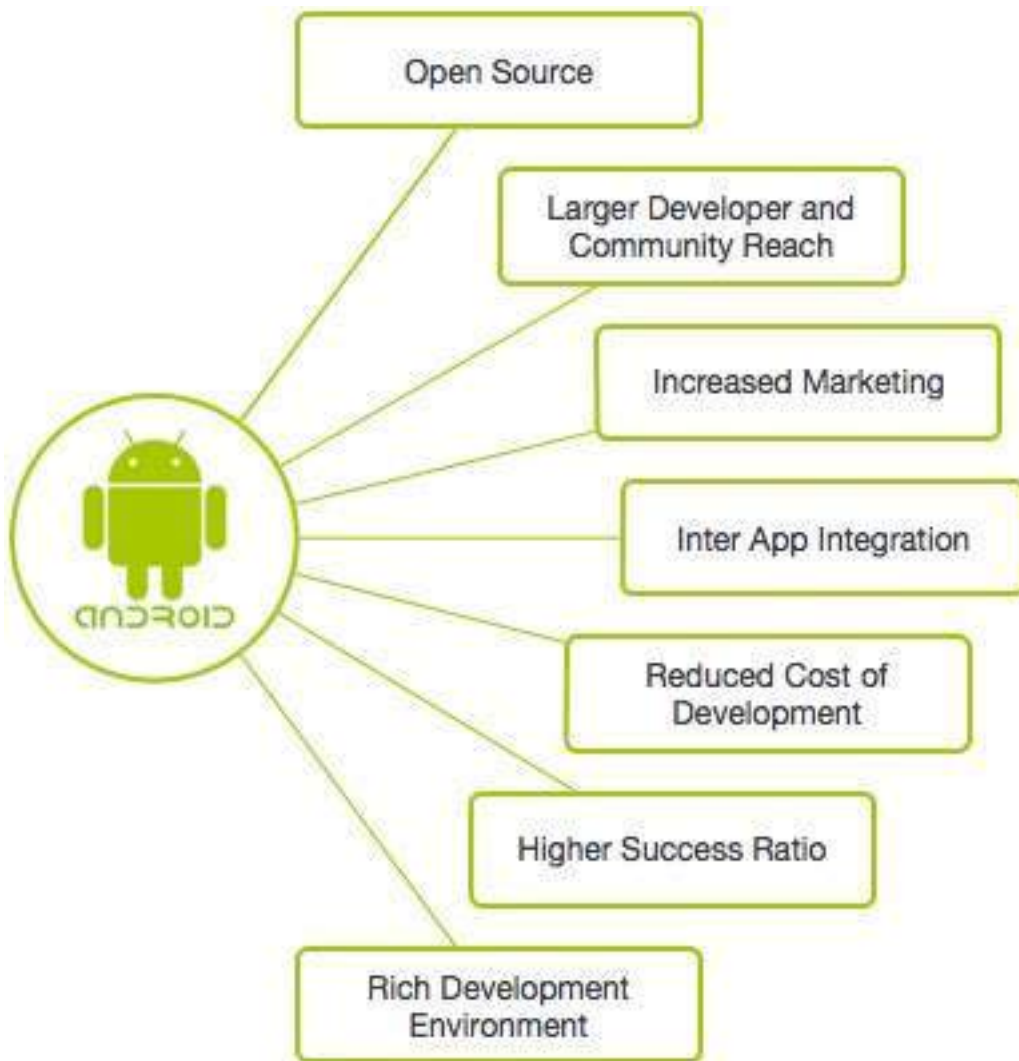 Open Source
Larger Developer and
Community Reach
Increased Marketing
Inter App Integration
ANDROID
Reduced Cost of
Development
Higher Success Ratio
Rich Development
Environment